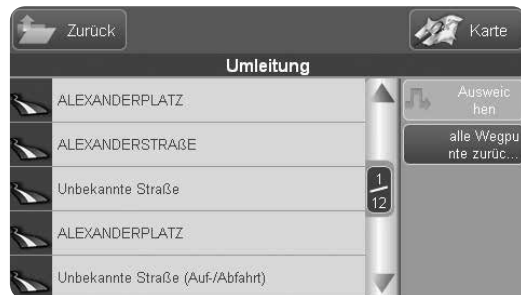 Zurück
Karte
Umleitung
ALEXANDERPLATZ
Ausweic
hen
ALEXANDERSTRAßE
alle Wegpu
nte zurüc...
Unbekannte Straße
1
12
ALEXANDERPLATZ
Unbekannte Straße (Auf-/Abfahrt)